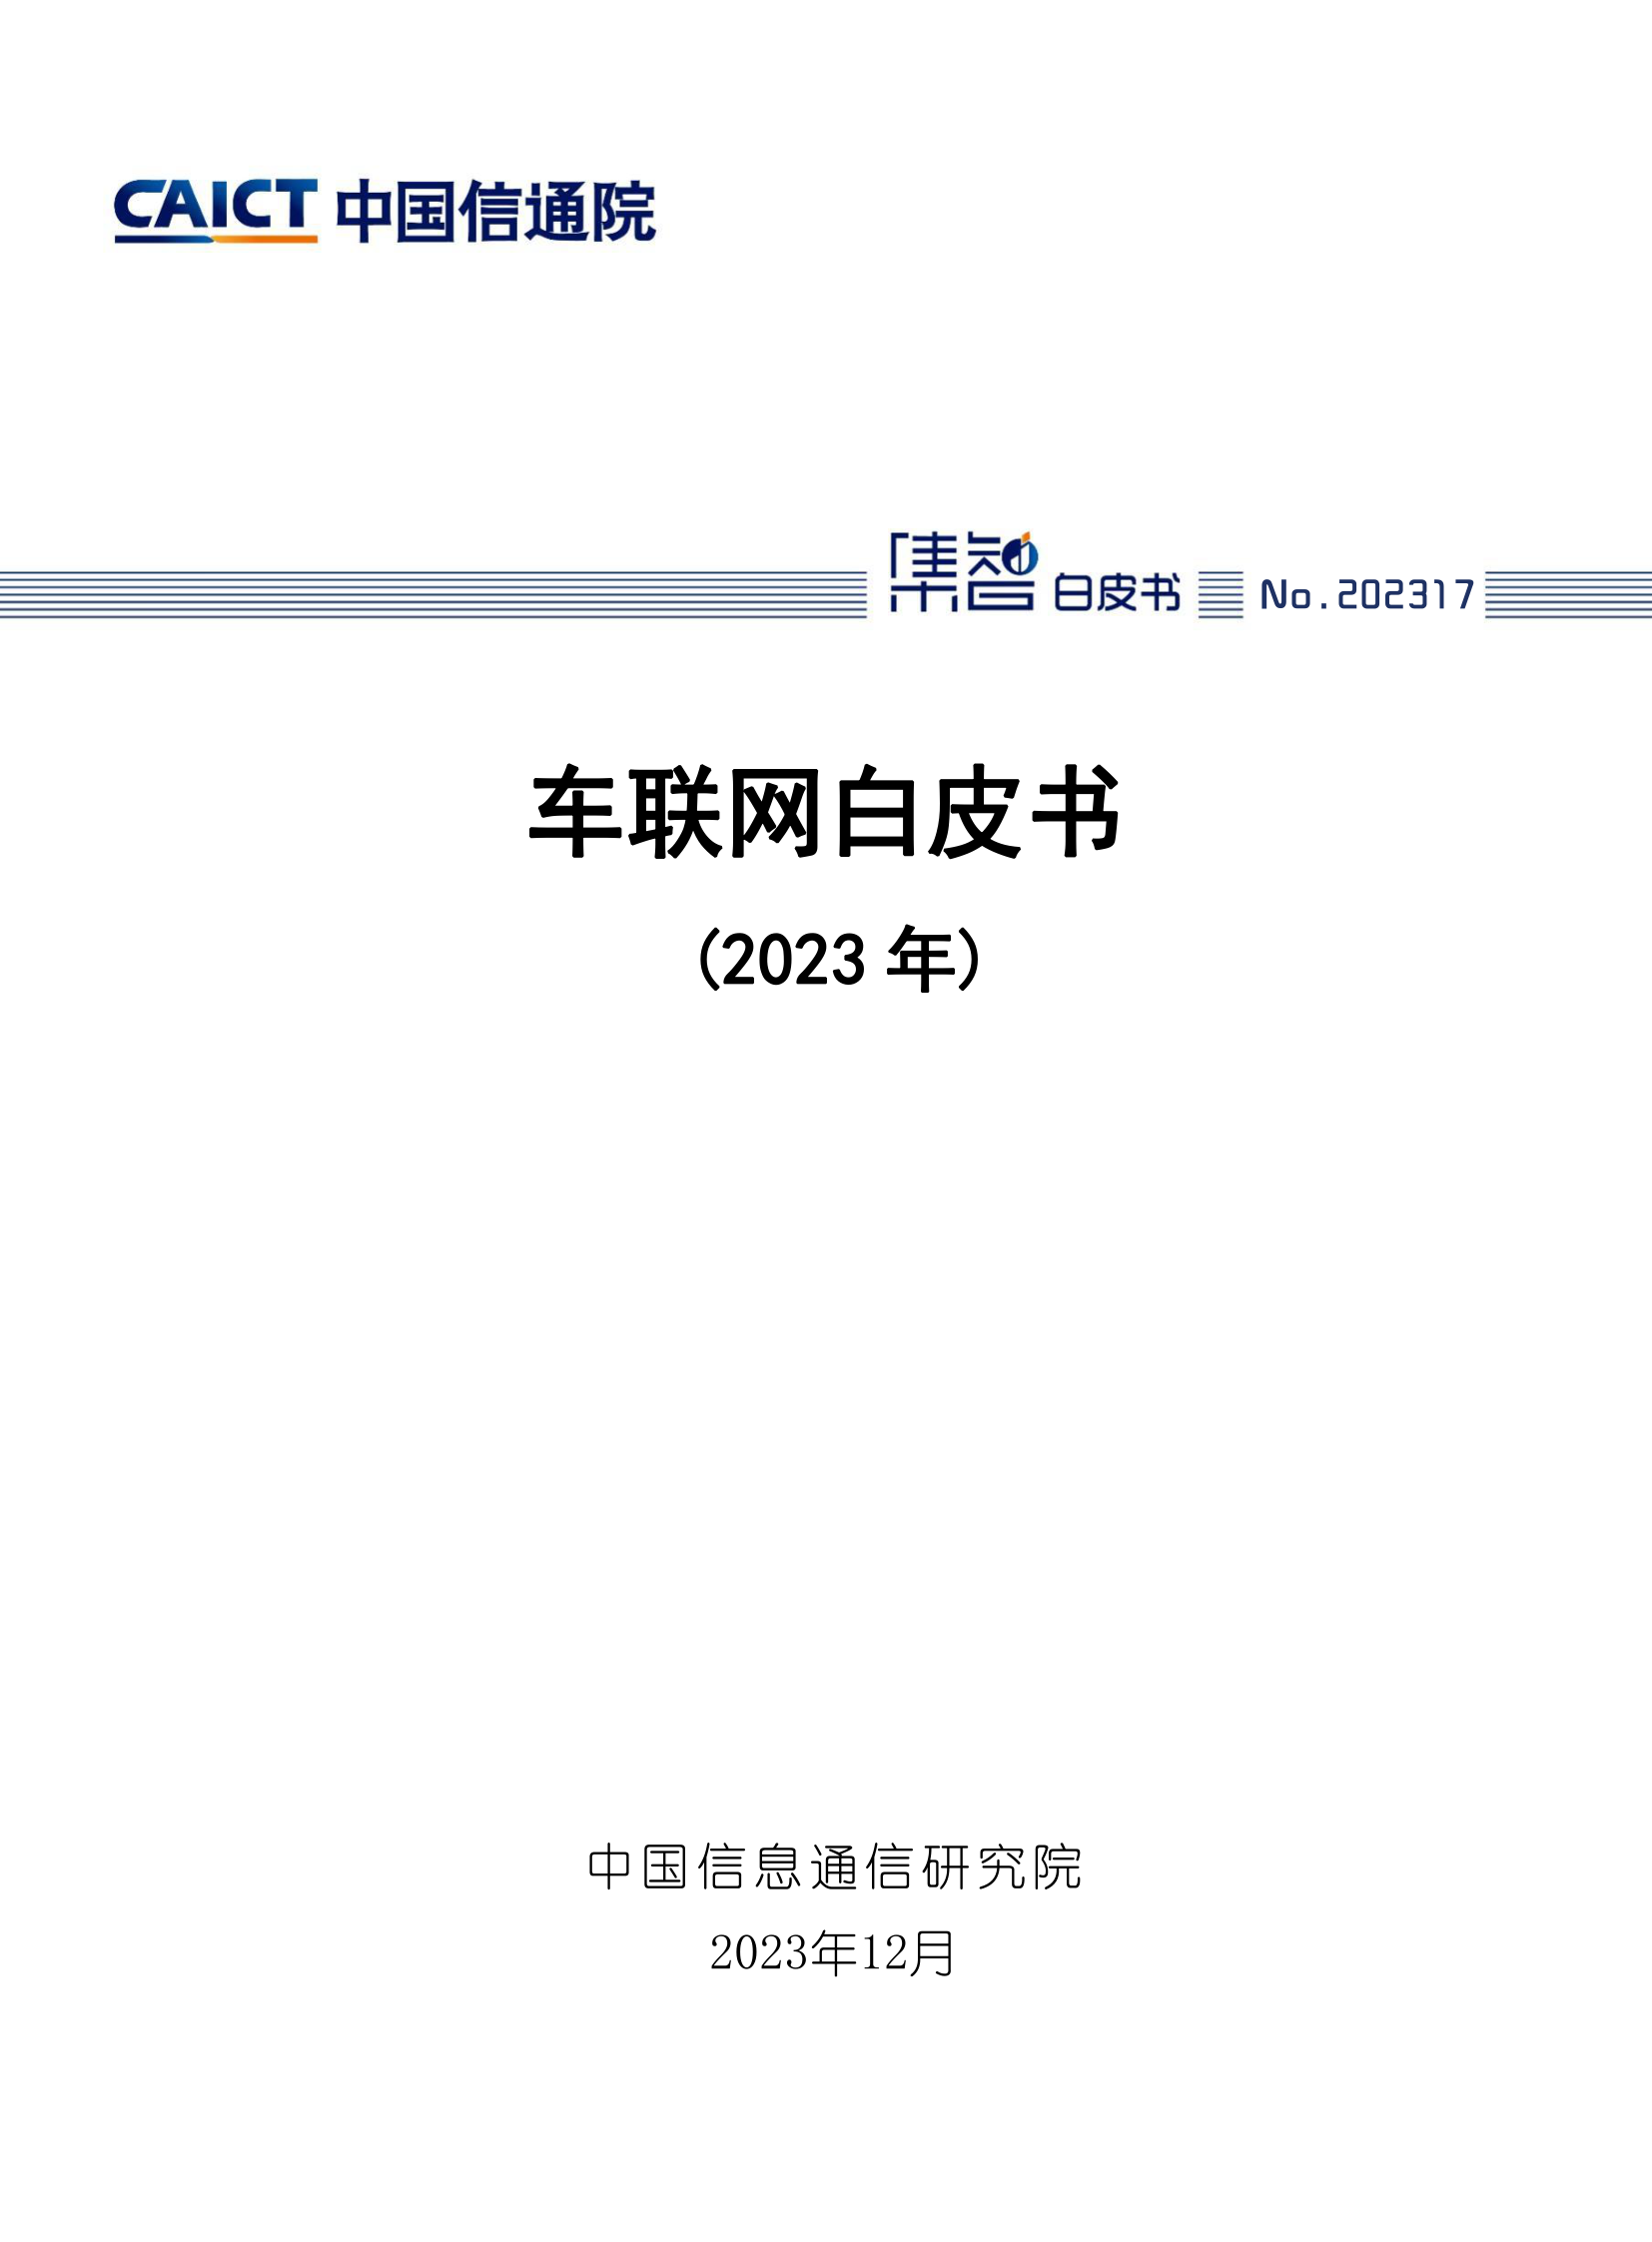 CAICT 中国信通院
集智 白皮书 No.202317
车联网白皮书
(2023 年)
中国信息通信研究院
2023年12月